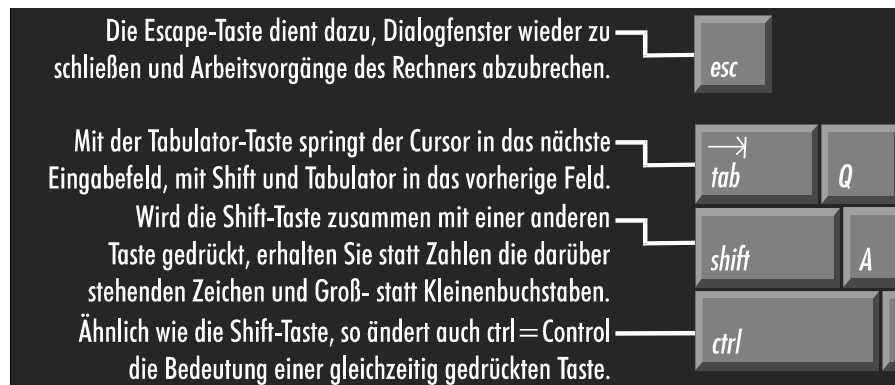 Die Escape-Taste dient dazu, Dialogfenster wieder zu
schließen und Arbeitsvorgänge des Rechners abzubrechen.
esc
Mit der Tabulator-Taste springt der Cursor in das nächste
Eingabefeld, mit Shift und Tabulator in das vorherige Feld.
tab
Q
Wird die Shift-Taste zusammen mit einer anderen
Taste gedrückt, erhalten Sie statt Zahlen die darüber
stehenden Zeichen und Groß- statt Kleinenbuchstaben.
shift
A
Ähnlich wie die Shift-Taste, so ändert auch ctrl=Control
die Bedeutung einer gleichzeitig gedrückten Taste.
ctrl